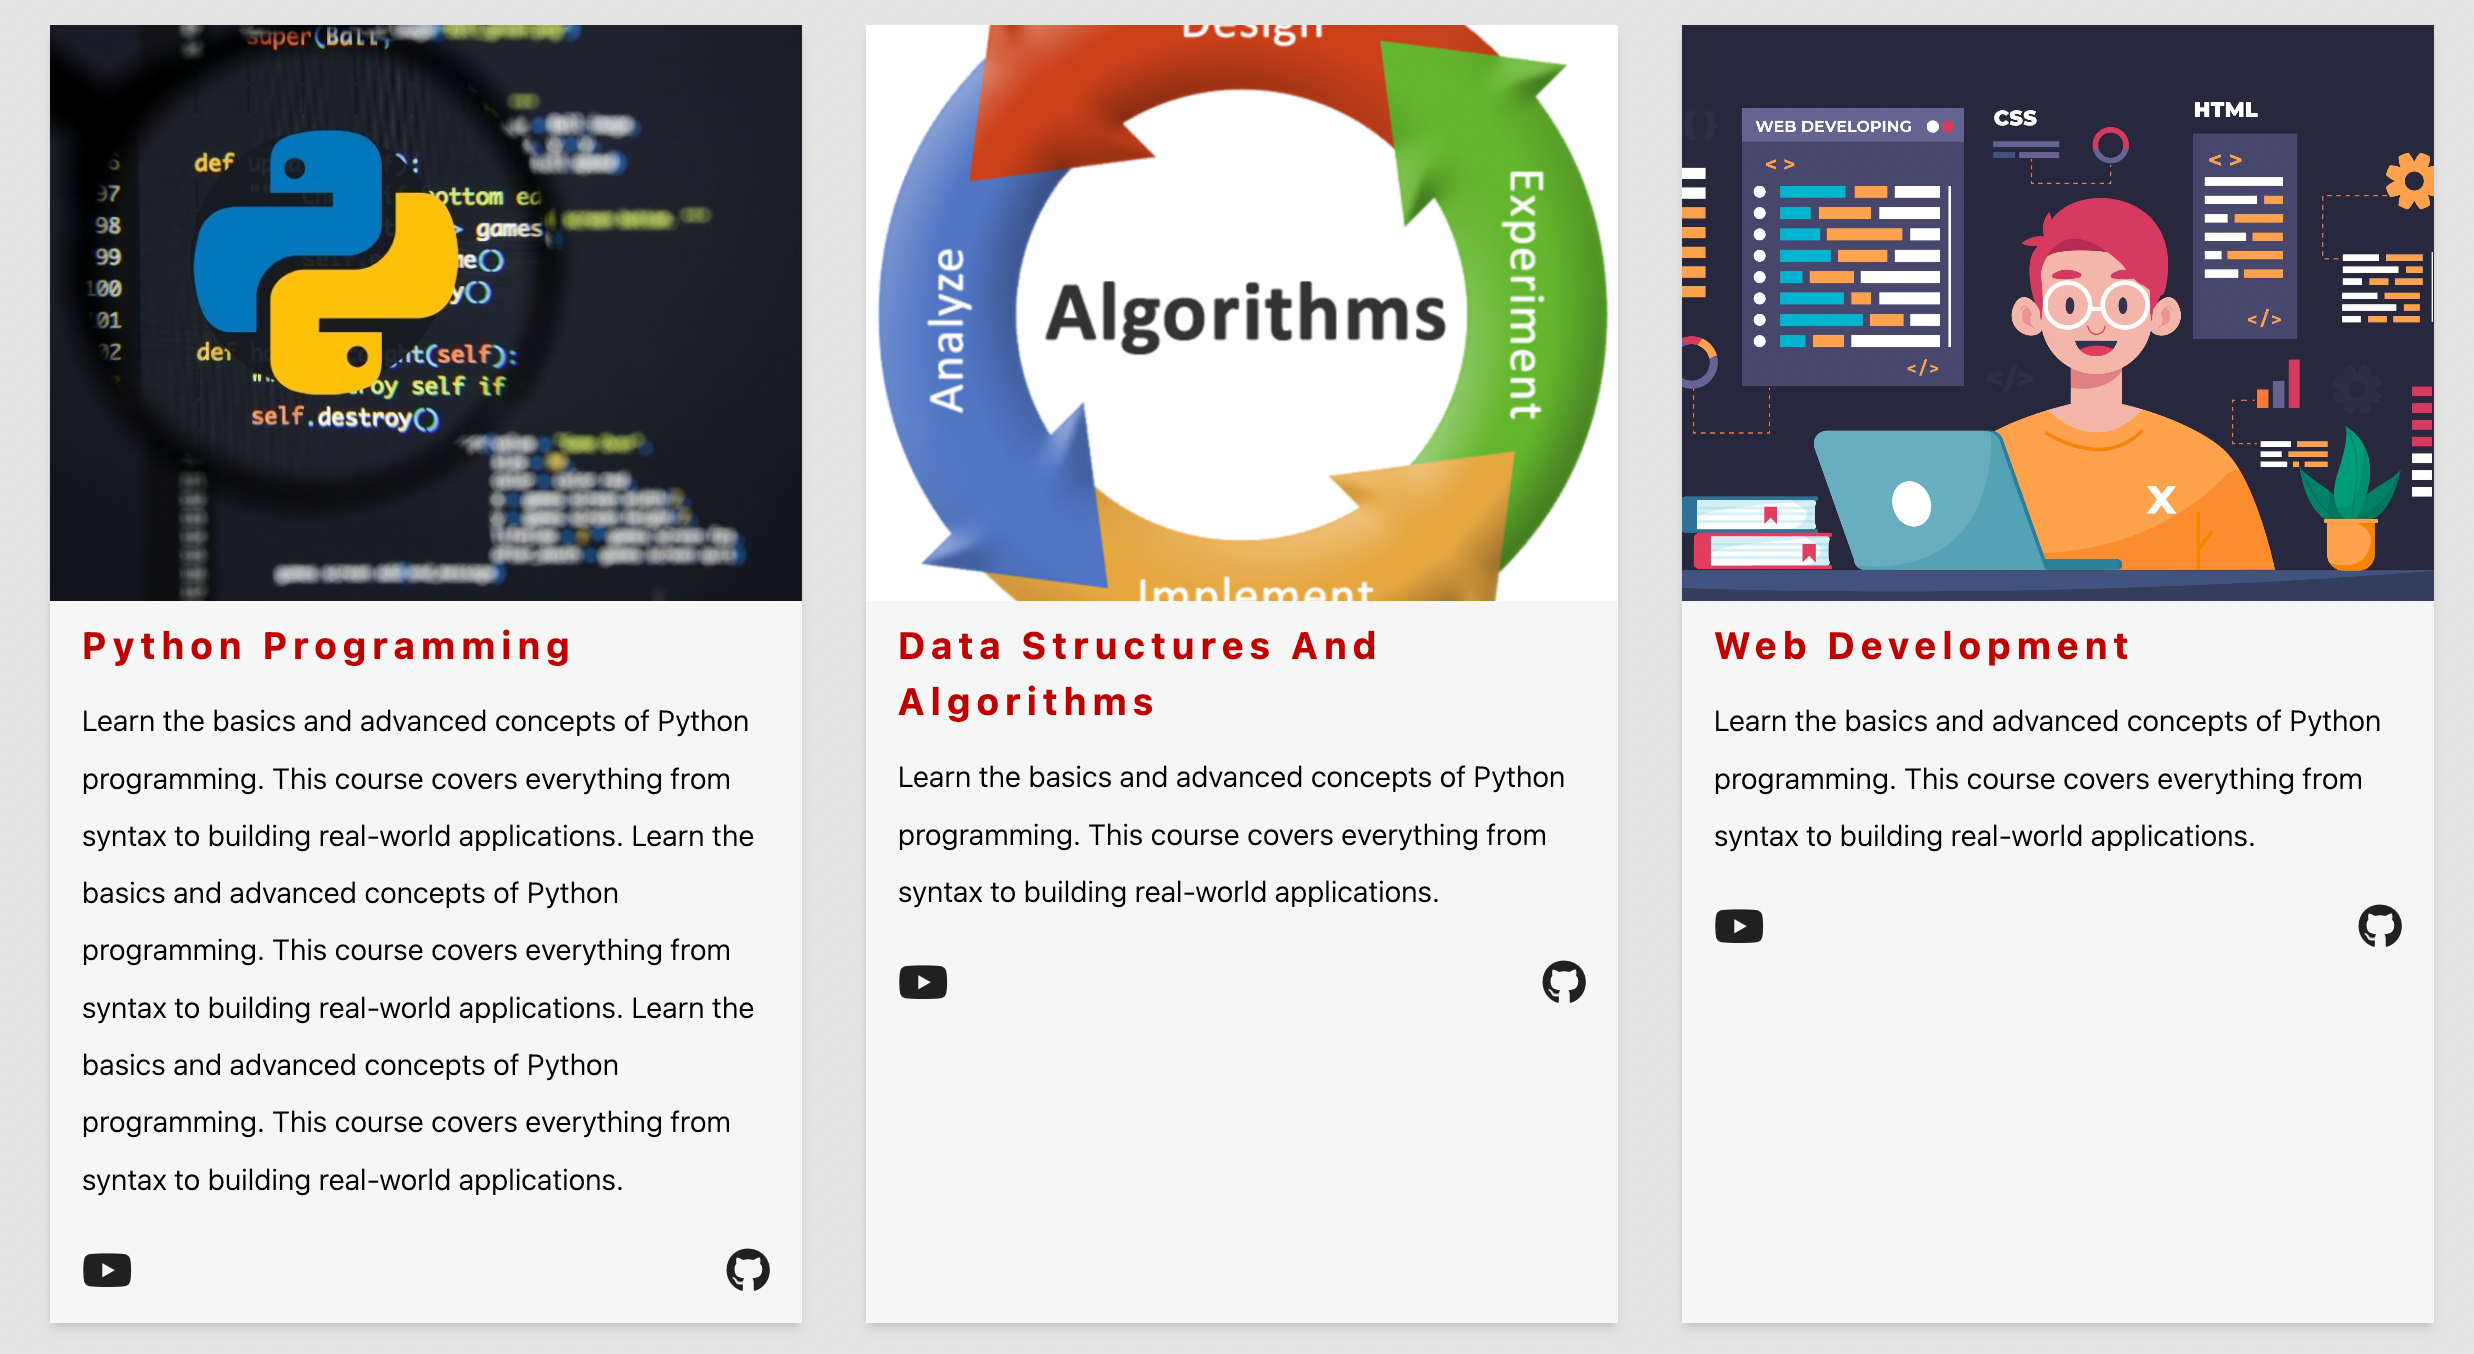 super(Ball,
def
97
ottom ed
98
games
99
me()
100
y()
01
02
def
ght(self):
"""
roy self if
self.destroy()
Design
Analyze
Algorithms
Experiment
Implement
WEB DEVELOPING
< >
</>
CSS
HTML
< >
</>
</>
X
Python Programming
Learn the basics and advanced concepts of Python
programming. This course covers everything from
syntax to building real-world applications. Learn the
basics and advanced concepts of Python
programming. This course covers everything from
syntax to building real-world applications. Learn the
basics and advanced concepts of Python
programming. This course covers everything from
syntax to building real-world applications.
Data Structures And
Algorithms
Learn the basics and advanced concepts of Python
programming. This course covers everything from
syntax to building real-world applications.
Web Development
Learn the basics and advanced concepts of Python
programming. This course covers everything from
syntax to building real-world applications.